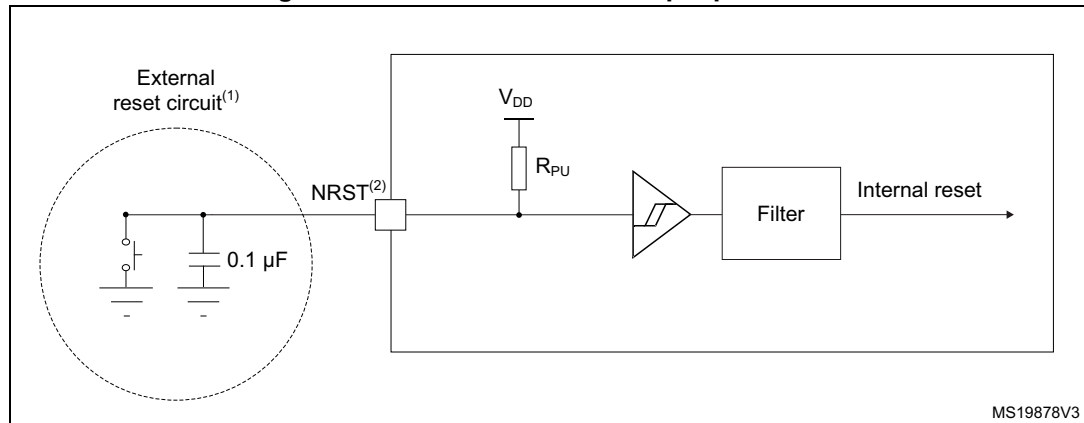 External
reset circuit(1)
VDD
RPU
NRST(2)
Filter
Internal reset
0.1 µF
MS19878V3